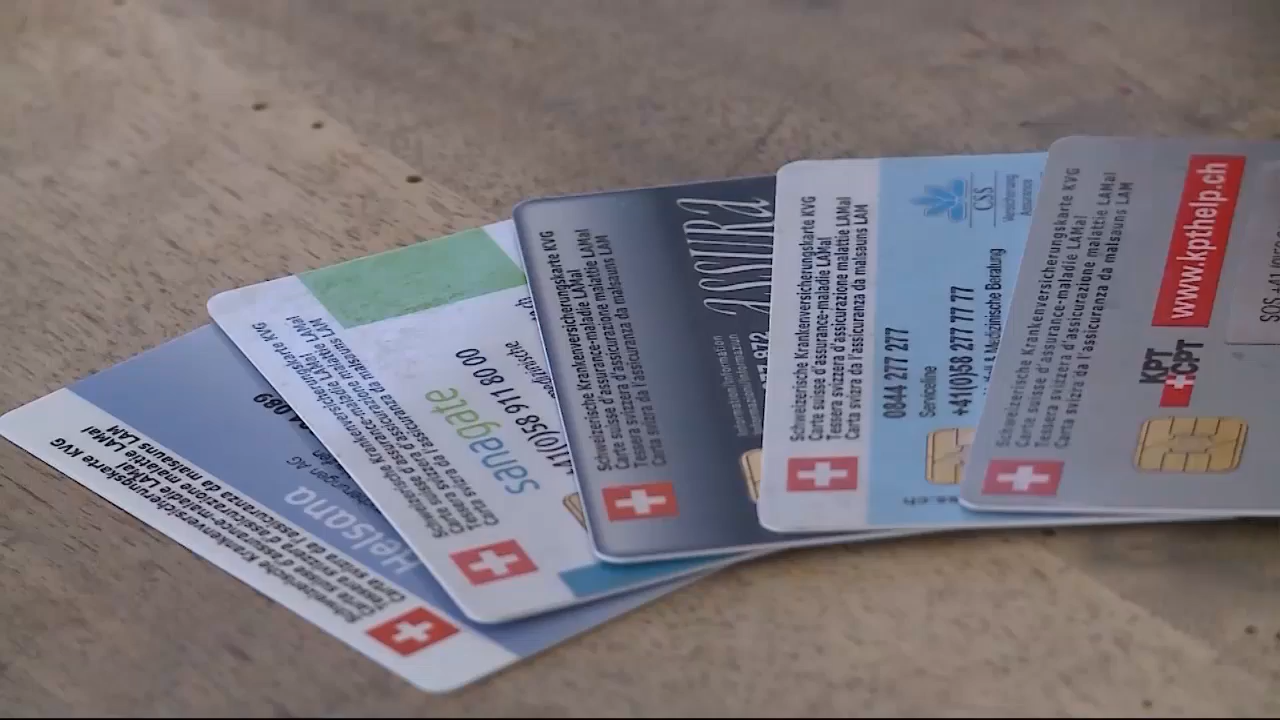 Schweizerische Krankenversicherungskarte KVG
Carte suisse d'assurance-maladie LAMal
Tessera svizzera d'assicurazione malattie LAMal
Carta svizra da l'assicuranza da malsauns LAM
Helsana
Schweizerische Krankenversicherungskarte KVG
Carte suisse d'assurance-maladie LAMal
Tessera svizzera d'assicurazione malattie LAMal
Carta svizra da l'assicuranza da malsauns LAM
sanagate
41(0)58 911 80 00
medizinische
Schweizerische Krankenversicherungskarte KVG
Carte suisse d'assurance-maladie LAMal
Tessera svizzera d'assicurazione malattie LAMal
Carta svizra da l'assicuranza da malsauns LAM
assura
Schweizerische Krankenversicherungskarte KVG
Carte suisse d'assurance-maladie LAMal
Tessera svizzera d'assicurazione malattie LAMal
Carta svizra da l'assicuranza da malsauns LAM
CSS
Versicherung
Assurance
0844 277 277
Serviceline
+41(0)58 277 77 77
Medizinische Beratung
Schweizerische Krankenversicherungskarte KVG
Carte suisse d'assurance-maladie LAMal
Tessera svizzera d'assicurazione malattie LAMal
Carta svizra da l'assicuranza da malsauns LAM
KPT
CPT
www.kpthelp.ch